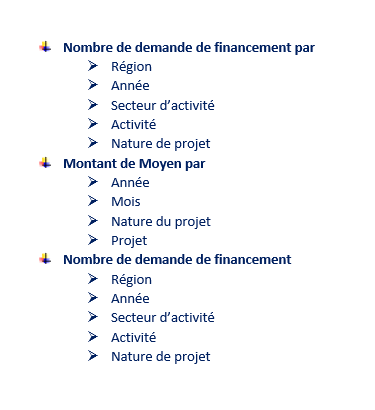 Nombre de demande de financement par
Région
Année
Secteur d'activité
Activité
Nature de projet
Montant de Moyen par
Année
Mois
Nature du projet
Projet
Nombre de demande de financement
Région
Année
Secteur d'activité
Activité
Nature de projet